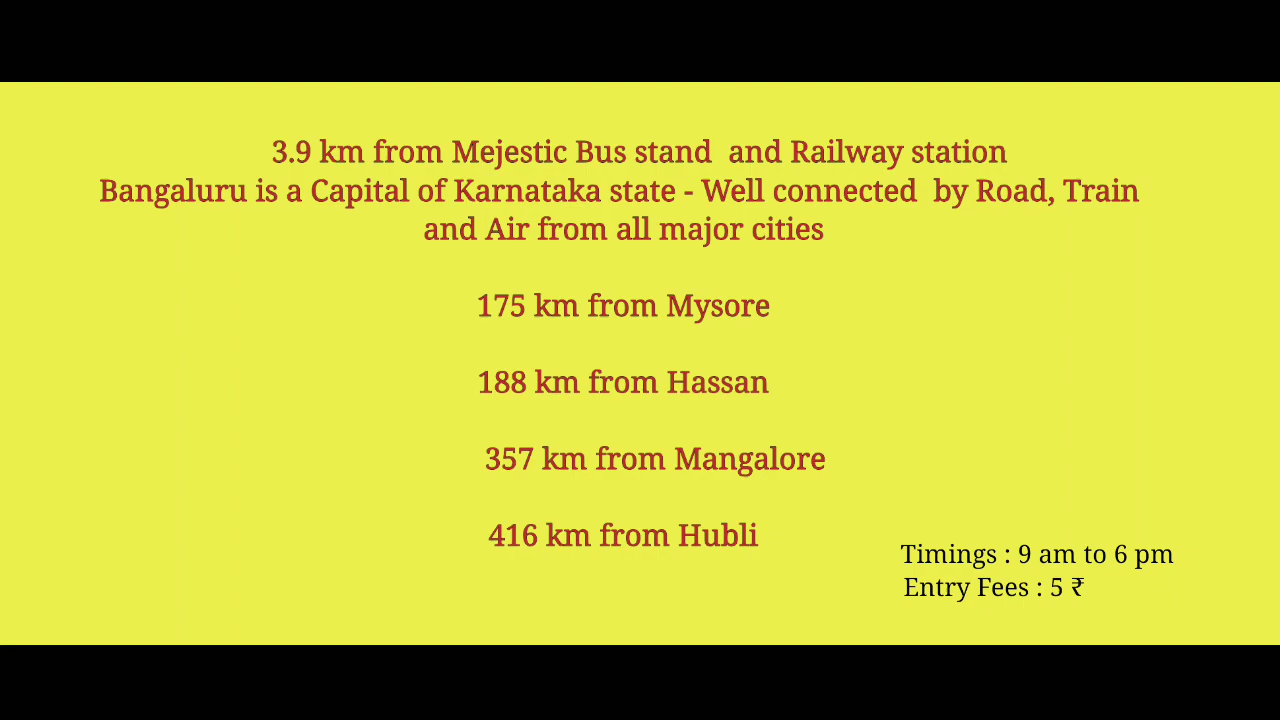 3.9 km from Mejestic Bus stand  and Railway station
Bangaluru is a Capital of Karnataka state - Well connected  by Road, Train
and Air from all major cities
175 km from Mysore
188 km from Hassan
357 km from Mangalore
416 km from Hubli
Timings : 9 am to 6 pm
Entry Fees : 5 ₹